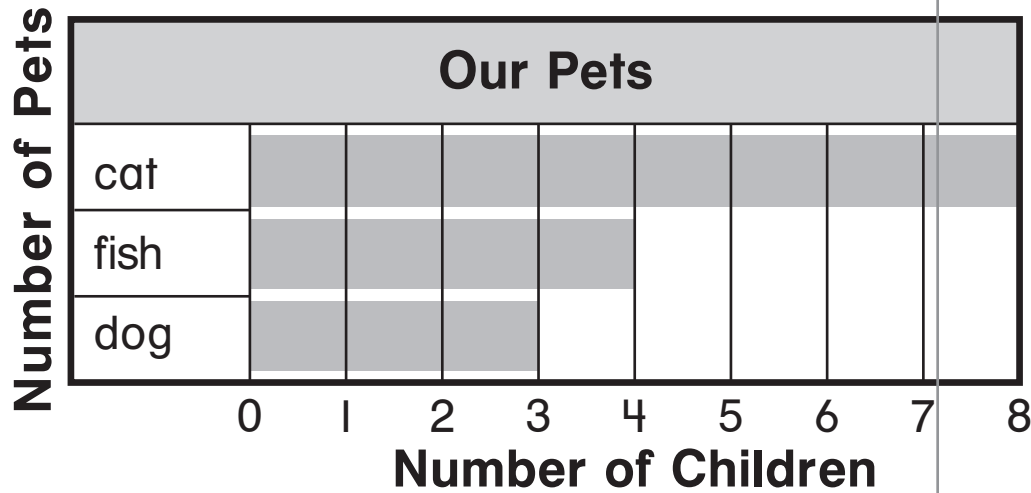 Number of Pets
Our Pets
cat
fish
dog
0 1 2 3 4 5 6 7 8
Number of Children